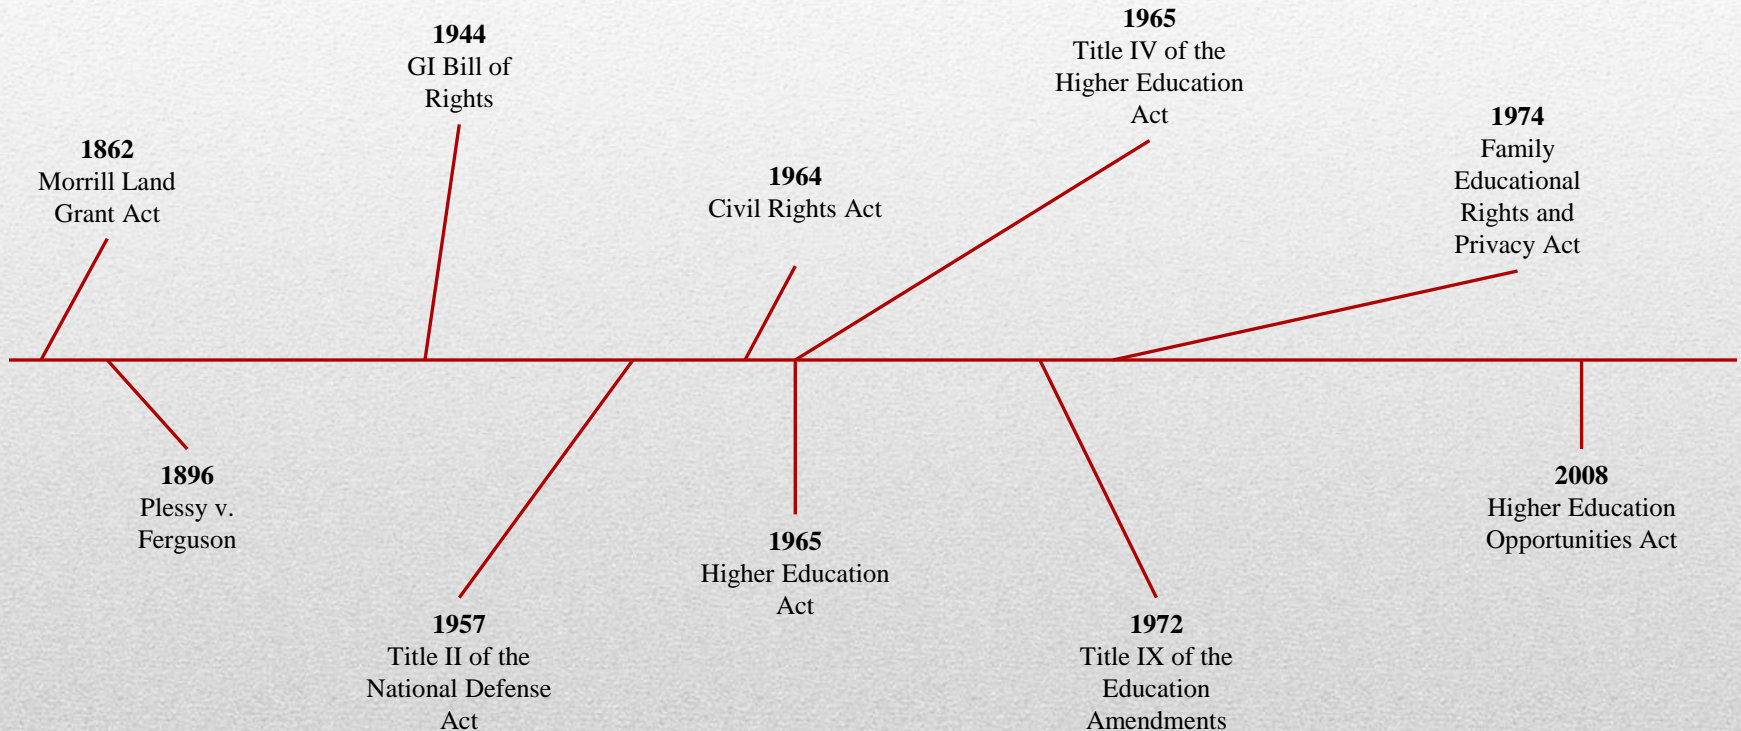 1862
Morrill Land
Grant Act
1896
Plessy v.
Ferguson
1944
GI Bill of
Rights
1957
Title II of the
National Defense
Act
1964
Civil Rights Act
1965
Higher Education
Act
1965
Title IV of the
Higher Education
Act
1972
Title IX of the
Education
Amendments
1974
Family
Educational
Rights and
Privacy Act
2008
Higher Education
Opportunities Act